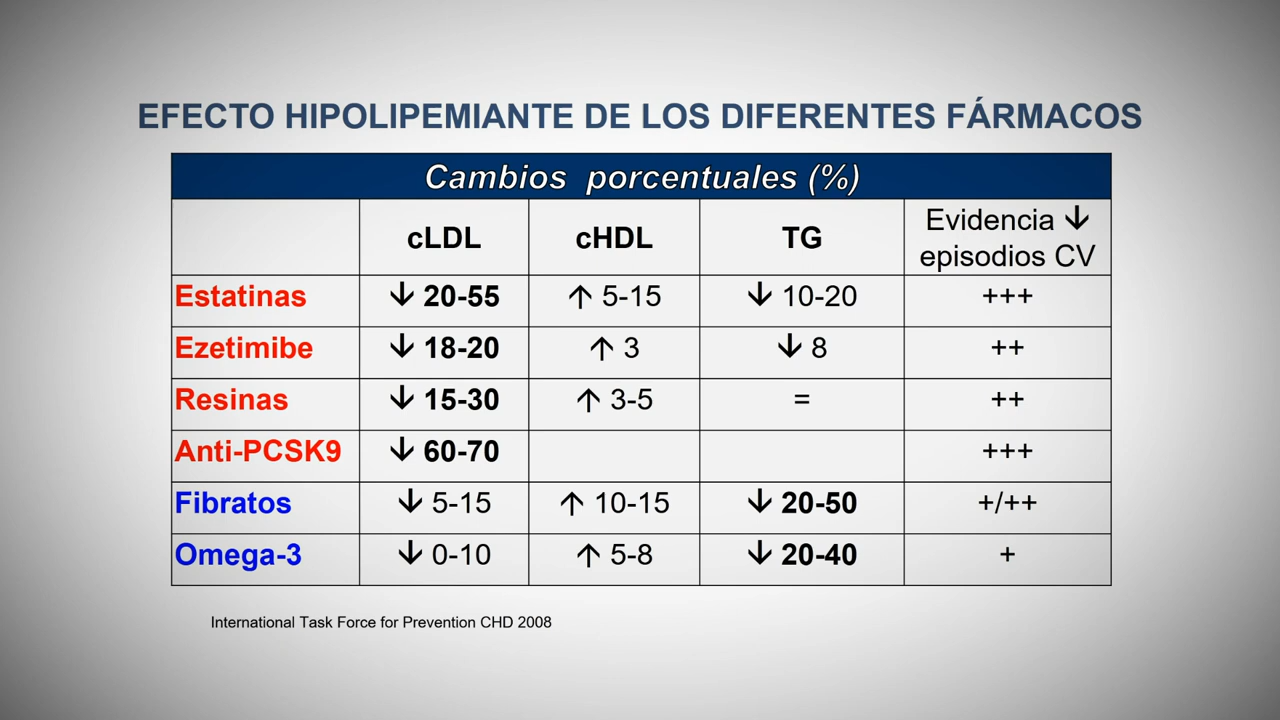 EFECTO HIPOLIPEMIANTE DE LOS DIFERENTES FÁRMACOS
Cambios porcentuales (%)
cLDL cHDL TG Evidencia ↓ episodios CV
Estatinas ↓ 20-55 ↑ 5-15 ↓ 10-20 +++
Ezetimibe ↓ 18-20 ↑ 3 ↓ 8 ++
Resinas ↓ 15-30 ↑ 3-5 = ++
Anti-PCSK9 ↓ 60-70 +++
Fibratos ↓ 5-15 ↑ 10-15 ↓ 20-50 +/++
Omega-3 ↓ 0-10 ↑ 5-8 ↓ 20-40 +
International Task Force for Prevention CHD 2008